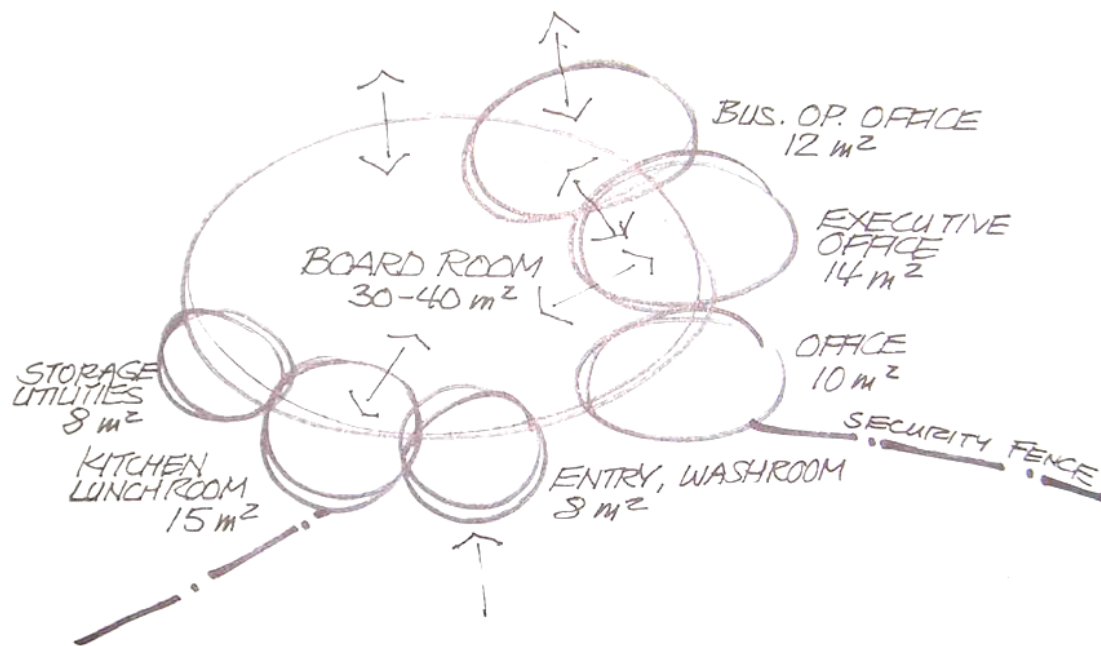 BUS. OP. OFFICE
12 m²
EXECUTIVE
OFFICE
14 m²
BOARD ROOM
30-40 m²
OFFICE
10 m²
STORAGE
UTILITIES
8 m²
SECURITY FENCE
KITCHEN
LUNCHROOM
15 m²
ENTRY, WASHROOM
8 m²